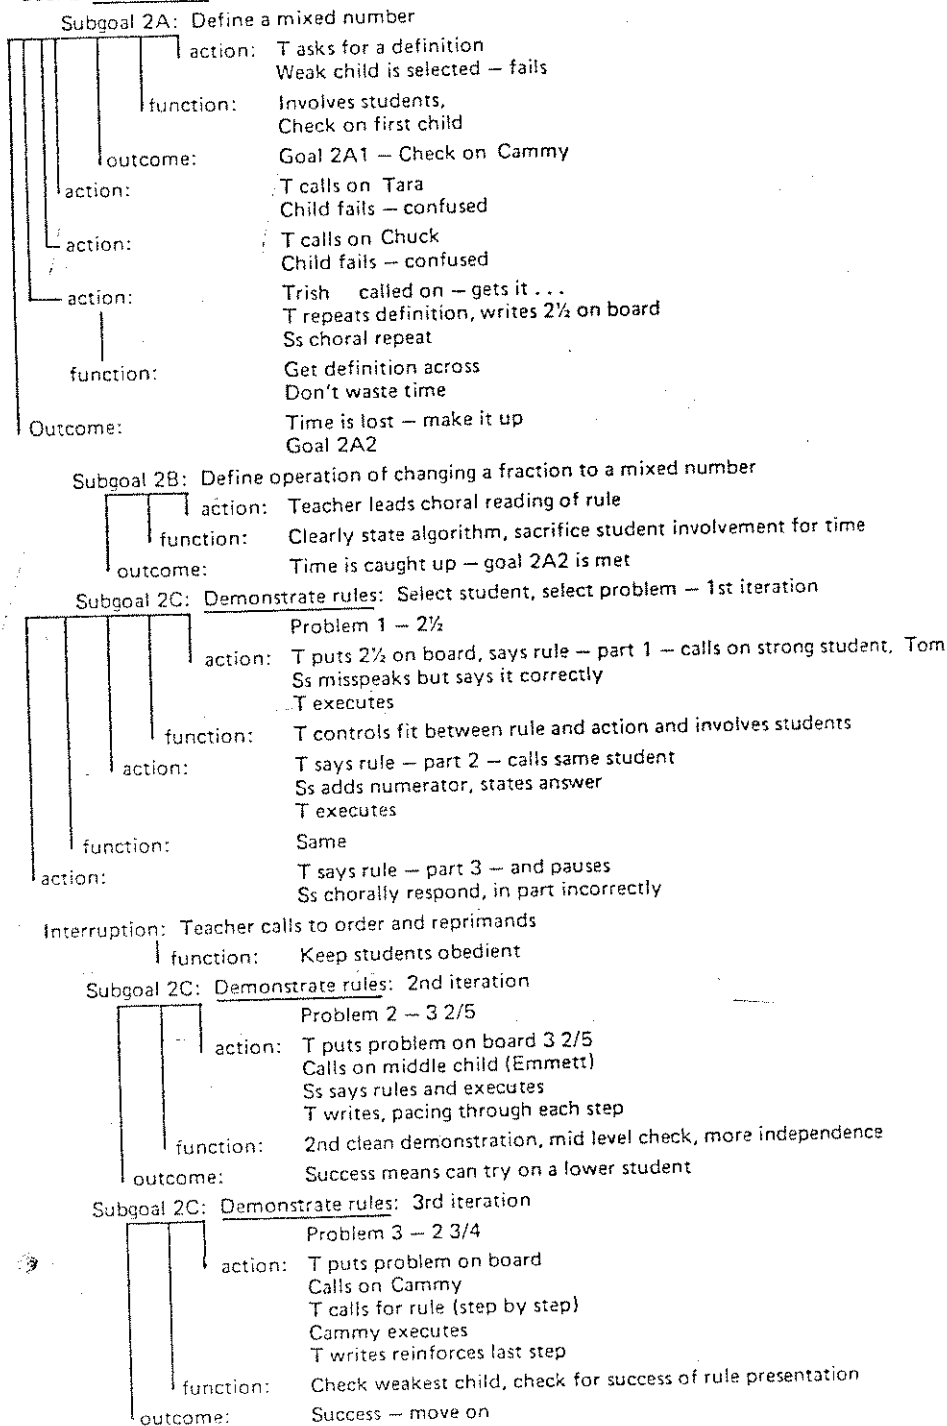 Subgoal 2A: Define a mixed number
action: T asks for a definition
Weak child is selected — fails
function: Involves students,
Check on first child
outcome: Goal 2A1 — Check on Cammy
action: T calls on Tara
Child fails — confused
action: T calls on Chuck
Child fails — confused
action: Trish called on — gets it ...
T repeats definition, writes 2½ on board
Ss choral repeat
function: Get definition across
Don't waste time
Outcome: Time is lost — make it up
Goal 2A2
Subgoal 2B: Define operation of changing a fraction to a mixed number
action: Teacher leads choral reading of rule
function: Clearly state algorithm, sacrifice student involvement for time
outcome: Time is caught up — goal 2A2 is met
Subgoal 2C: Demonstrate rules: Select student, select problem — 1st iteration
Problem 1 — 2½
action: T puts 2½ on board, says rule — part 1 — calls on strong student, Tom
Ss misspeaks but says it correctly
T executes
function: T controls fit between rule and action and involves students
action: T says rule — part 2 — calls same student
Ss adds numerator, states answer
T executes
function: Same
action: T says rule — part 3 — and pauses
Ss chorally respond, in part incorrectly
Interruption: Teacher calls to order and reprimands
function: Keep students obedient
Subgoal 2C: Demonstrate rules: 2nd iteration
Problem 2 — 3 2/5
action: T puts problem on board 3 2/5
Calls on middle child (Emmett)
Ss says rules and executes
T writes, pacing through each step
function: 2nd clean demonstration, mid level check, more independence
outcome: Success means can try on a lower student
Subgoal 2C: Demonstrate rules: 3rd iteration
Problem 3 — 2 3/4
action: T puts problem on board
Calls on Cammy
T calls for rule (step by step)
Cammy executes
T writes reinforces last step
function: Check weakest child, check for success of rule presentation
outcome: Success — move on